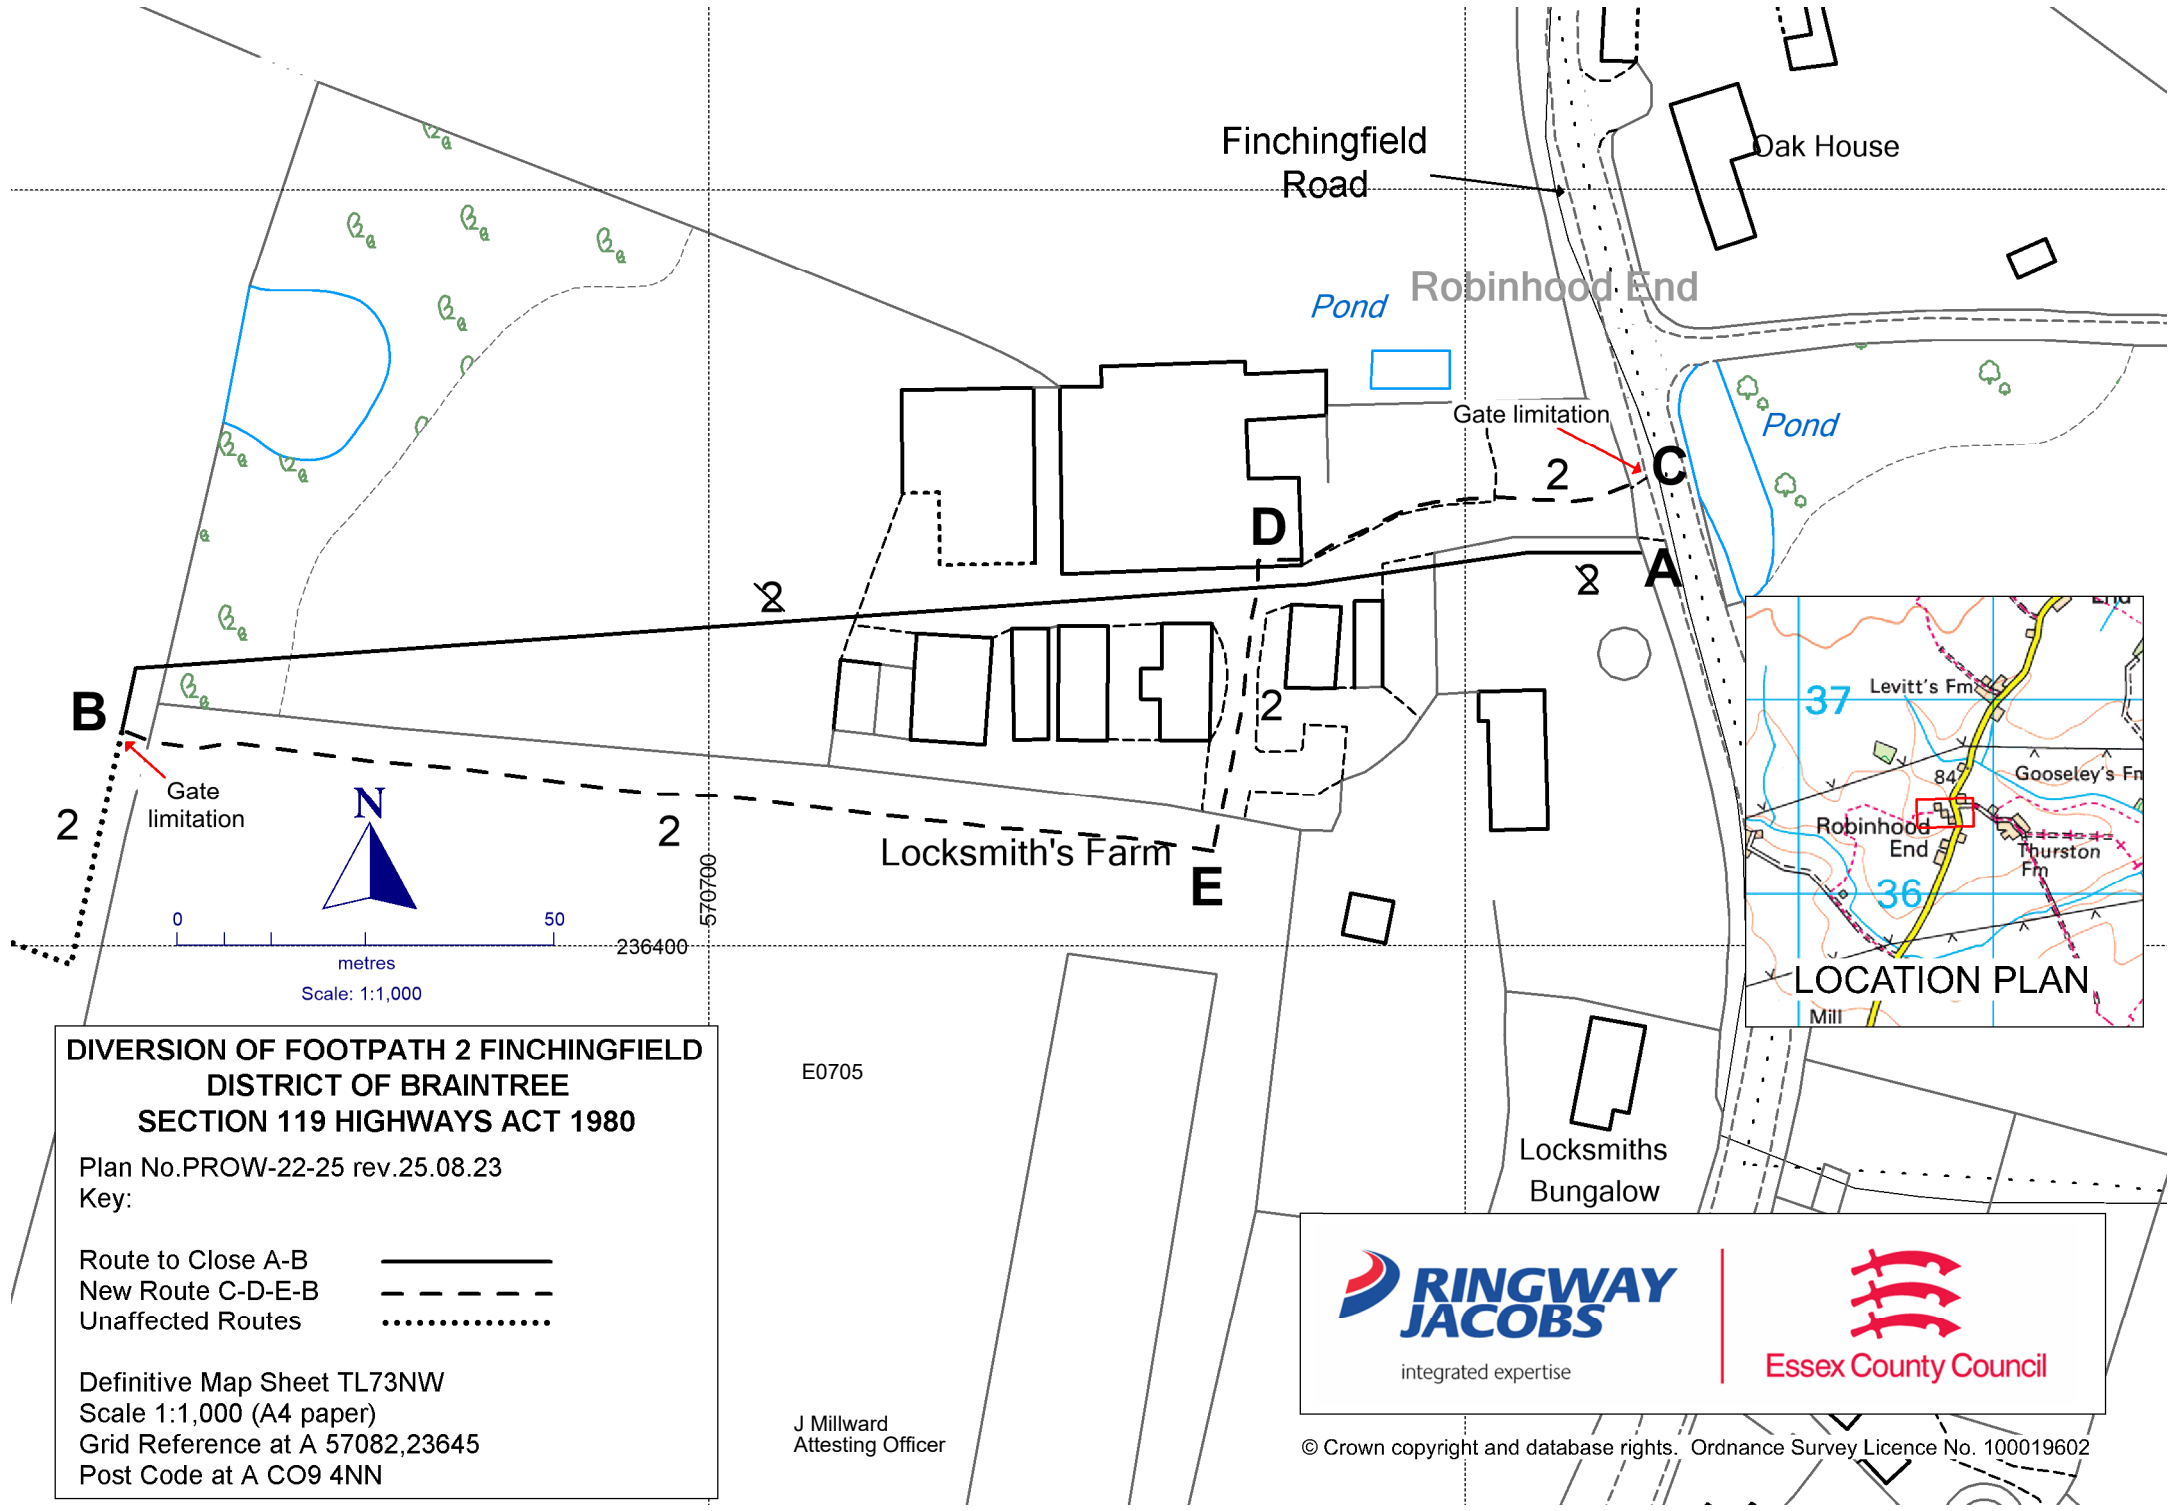 Finchingfield
Road
Oak House
Robinhood End
Pond
Gate limitation
Pond
C
2
D
A
2
2
B
2
Gate
limitation
2
N
2
Locksmith's Farm
E
0
50
metres
Scale: 1:1,000
570700
236400
Levitt's Fm
37
84
Gooseley's Fm
Robinhood
End
Thurston
Fm
36
LOCATION PLAN
Mill
DIVERSION OF FOOTPATH 2 FINCHINGFIELD
DISTRICT OF BRAINTREE
SECTION 119 HIGHWAYS ACT 1980
Plan No.PROW-22-25 rev.25.08.23
Key:
Route to Close A-B
New Route C-D-E-B
Unaffected Routes
Definitive Map Sheet TL73NW
Scale 1:1,000 (A4 paper)
Grid Reference at A 57082,23645
Post Code at A CO9 4NN
E0705
J Millward
Attesting Officer
Locksmiths
Bungalow
RINGWAY
JACOBS
integrated expertise
Essex County Council
© Crown copyright and database rights. Ordnance Survey Licence No. 100019602